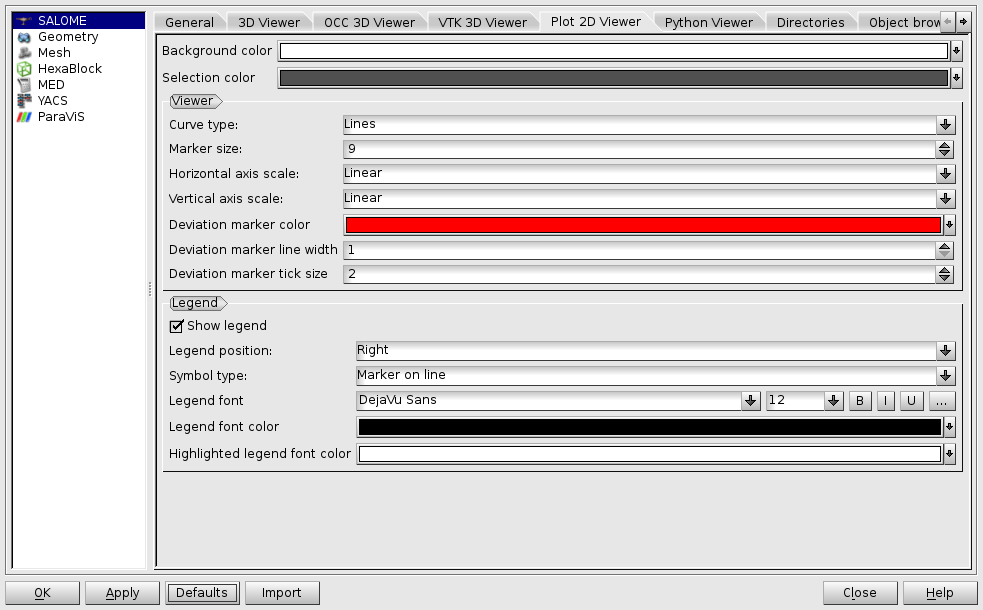 SALOME
Geometry
Mesh
HexaBlock
MED
YACS
ParaViS
General 3D Viewer OCC 3D Viewer VTK 3D Viewer Plot 2D Viewer Python Viewer Directories Object brow
Background color
Selection color
Viewer
Curve type: Lines
Marker size: 9
Horizontal axis scale: Linear
Vertical axis scale: Linear
Deviation marker color
Deviation marker line width 1
Deviation marker tick size 2
Legend
Show legend
Legend position: Right
Symbol type: Marker on line
Legend font DejaVu Sans 12 B I U ...
Legend font color
Highlighted legend font color
OK Apply Defaults Import Close Help